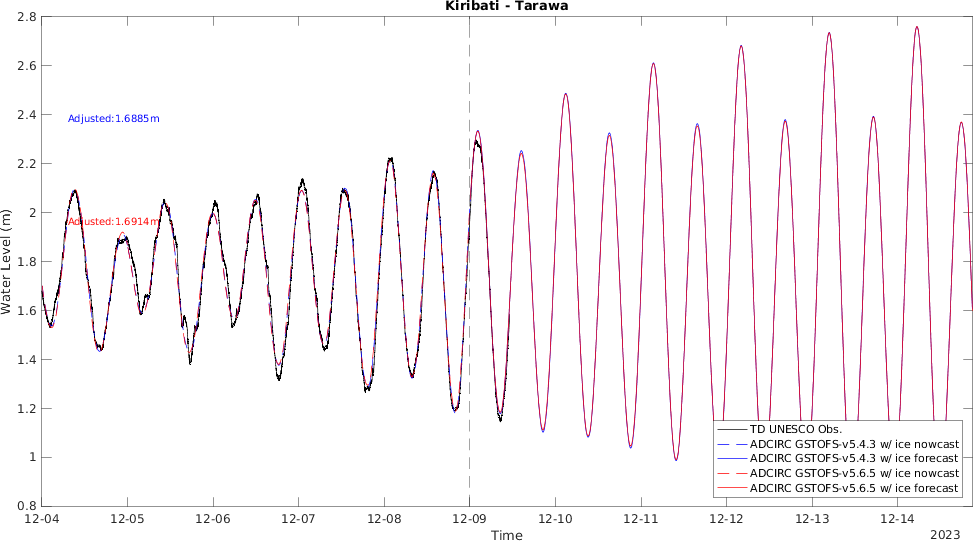 Kiribati - Tarawa
2.8
2.6
2.4
2.2
2
1.8
1.6
1.4
1.2
1
0.8
Water Level (m)
Adjusted:1.6885m
Adjusted:1.6914m
TD UNESCO Obs.
ADCIRC GSTOFS-v5.4.3 w/ ice nowcast
ADCIRC GSTOFS-v5.4.3 w/ ice forecast
ADCIRC GSTOFS-v5.6.5 w/ ice nowcast
ADCIRC GSTOFS-v5.6.5 w/ ice forecast
12-04 12-05 12-06 12-07 12-08 12-09 12-10 12-11 12-12 12-13 12-14
Time
2023